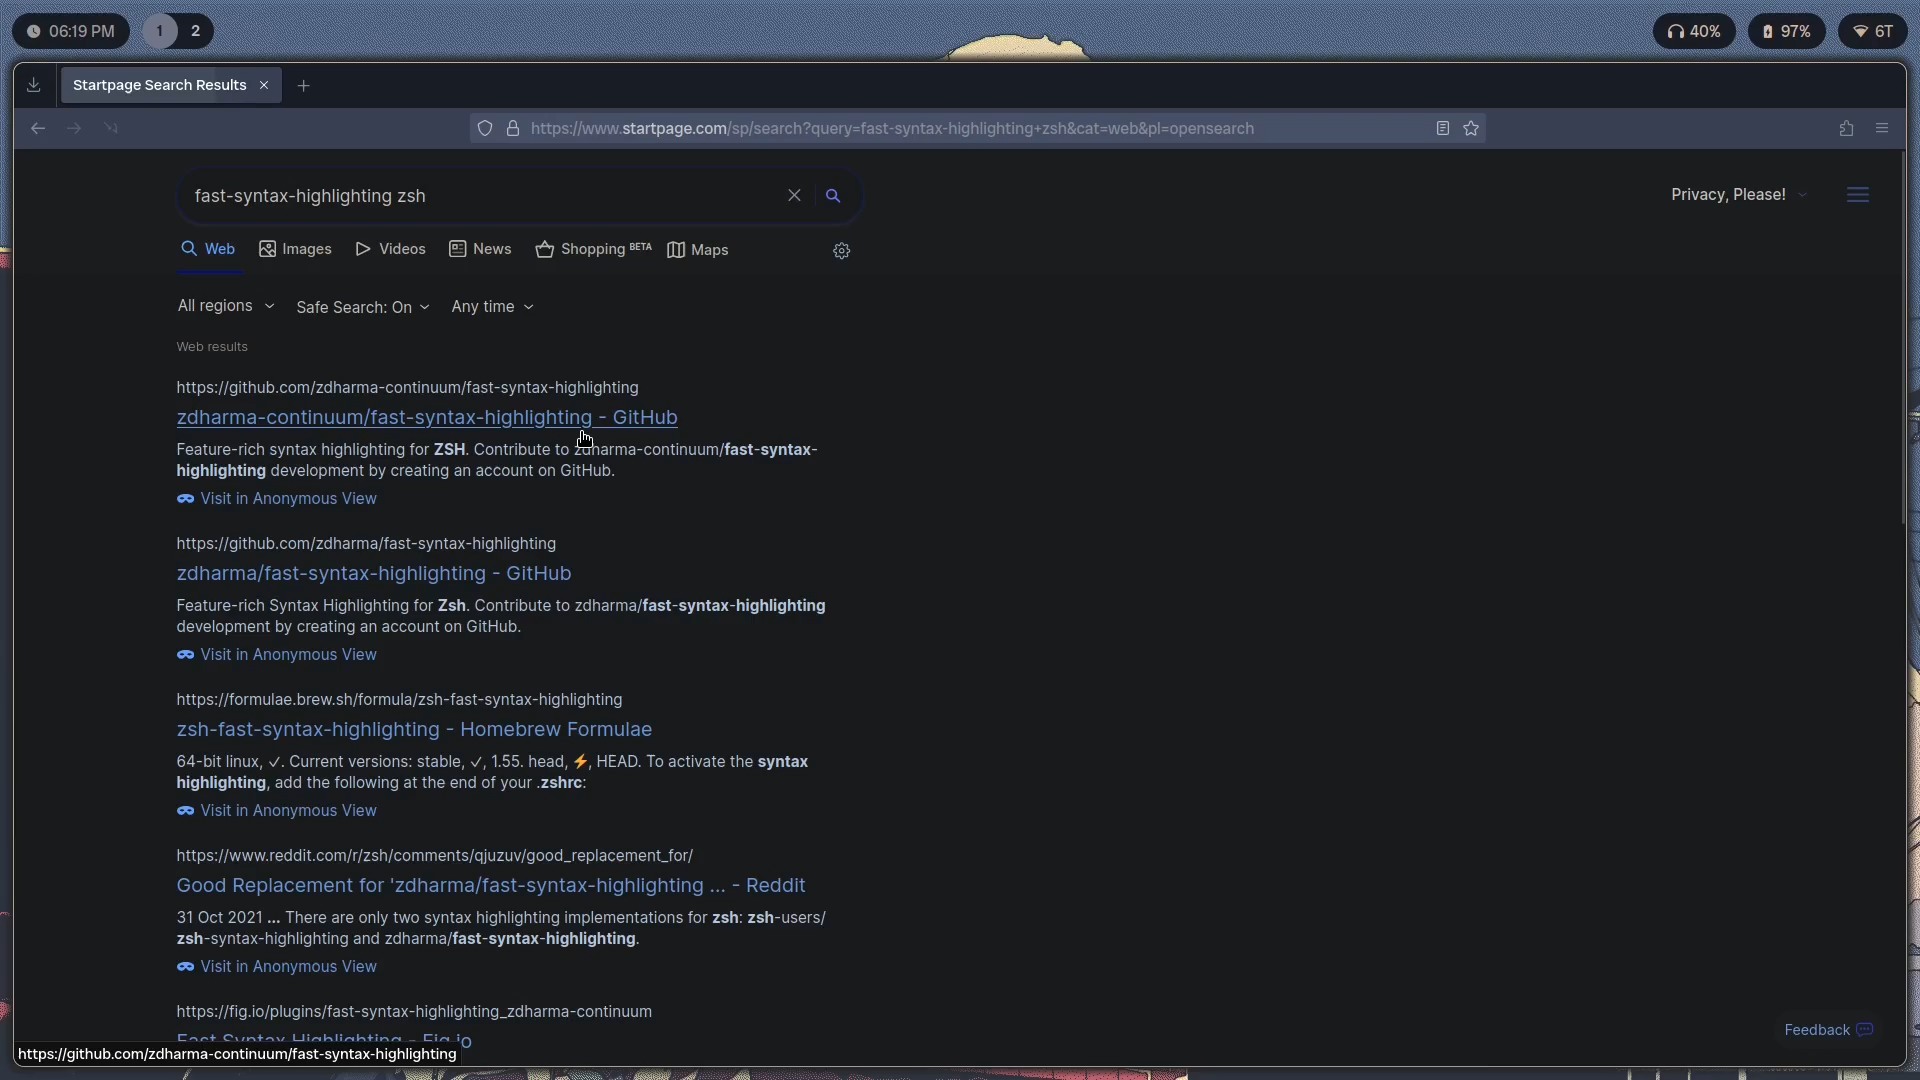 06:19 PM 1 2 40% 97% 6T
Startpage Search Results
https://www.startpage.com/sp/search?query=fast-syntax-highlighting+zsh&cat=web&pl=opensearch
fast-syntax-highlighting zsh
Privacy, Please!
Web Images Videos News Shopping BETA Maps
All regions Safe Search: On Any time
Web results
https://github.com/zdharma-continuum/fast-syntax-highlighting
zdharma-continuum/fast-syntax-highlighting - GitHub
Feature-rich syntax highlighting for ZSH. Contribute to zdharma-continuum/fast-syntax-
highlighting development by creating an account on GitHub.
Visit in Anonymous View
https://github.com/zdharma/fast-syntax-highlighting
zdharma/fast-syntax-highlighting - GitHub
Feature-rich Syntax Highlighting for Zsh. Contribute to zdharma/fast-syntax-highlighting
development by creating an account on GitHub.
Visit in Anonymous View
https://formulae.brew.sh/formula/zsh-fast-syntax-highlighting
zsh-fast-syntax-highlighting - Homebrew Formulae
64-bit linux, ✓. Current versions: stable, ✓, 1.55. head, ⚡, HEAD. To activate the syntax
highlighting, add the following at the end of your .zshrc:
Visit in Anonymous View
https://www.reddit.com/r/zsh/comments/qjuzuv/good_replacement_for/
Good Replacement for 'zdharma/fast-syntax-highlighting ... - Reddit
31 Oct 2021 ... There are only two syntax highlighting implementations for zsh: zsh-users/
zsh-syntax-highlighting and zdharma/fast-syntax-highlighting.
Visit in Anonymous View
https://fig.io/plugins/fast-syntax-highlighting_zdharma-continuum
Fast Syntax Highlighting - Fig.io
Feedback
https://github.com/zdharma-continuum/fast-syntax-highlighting